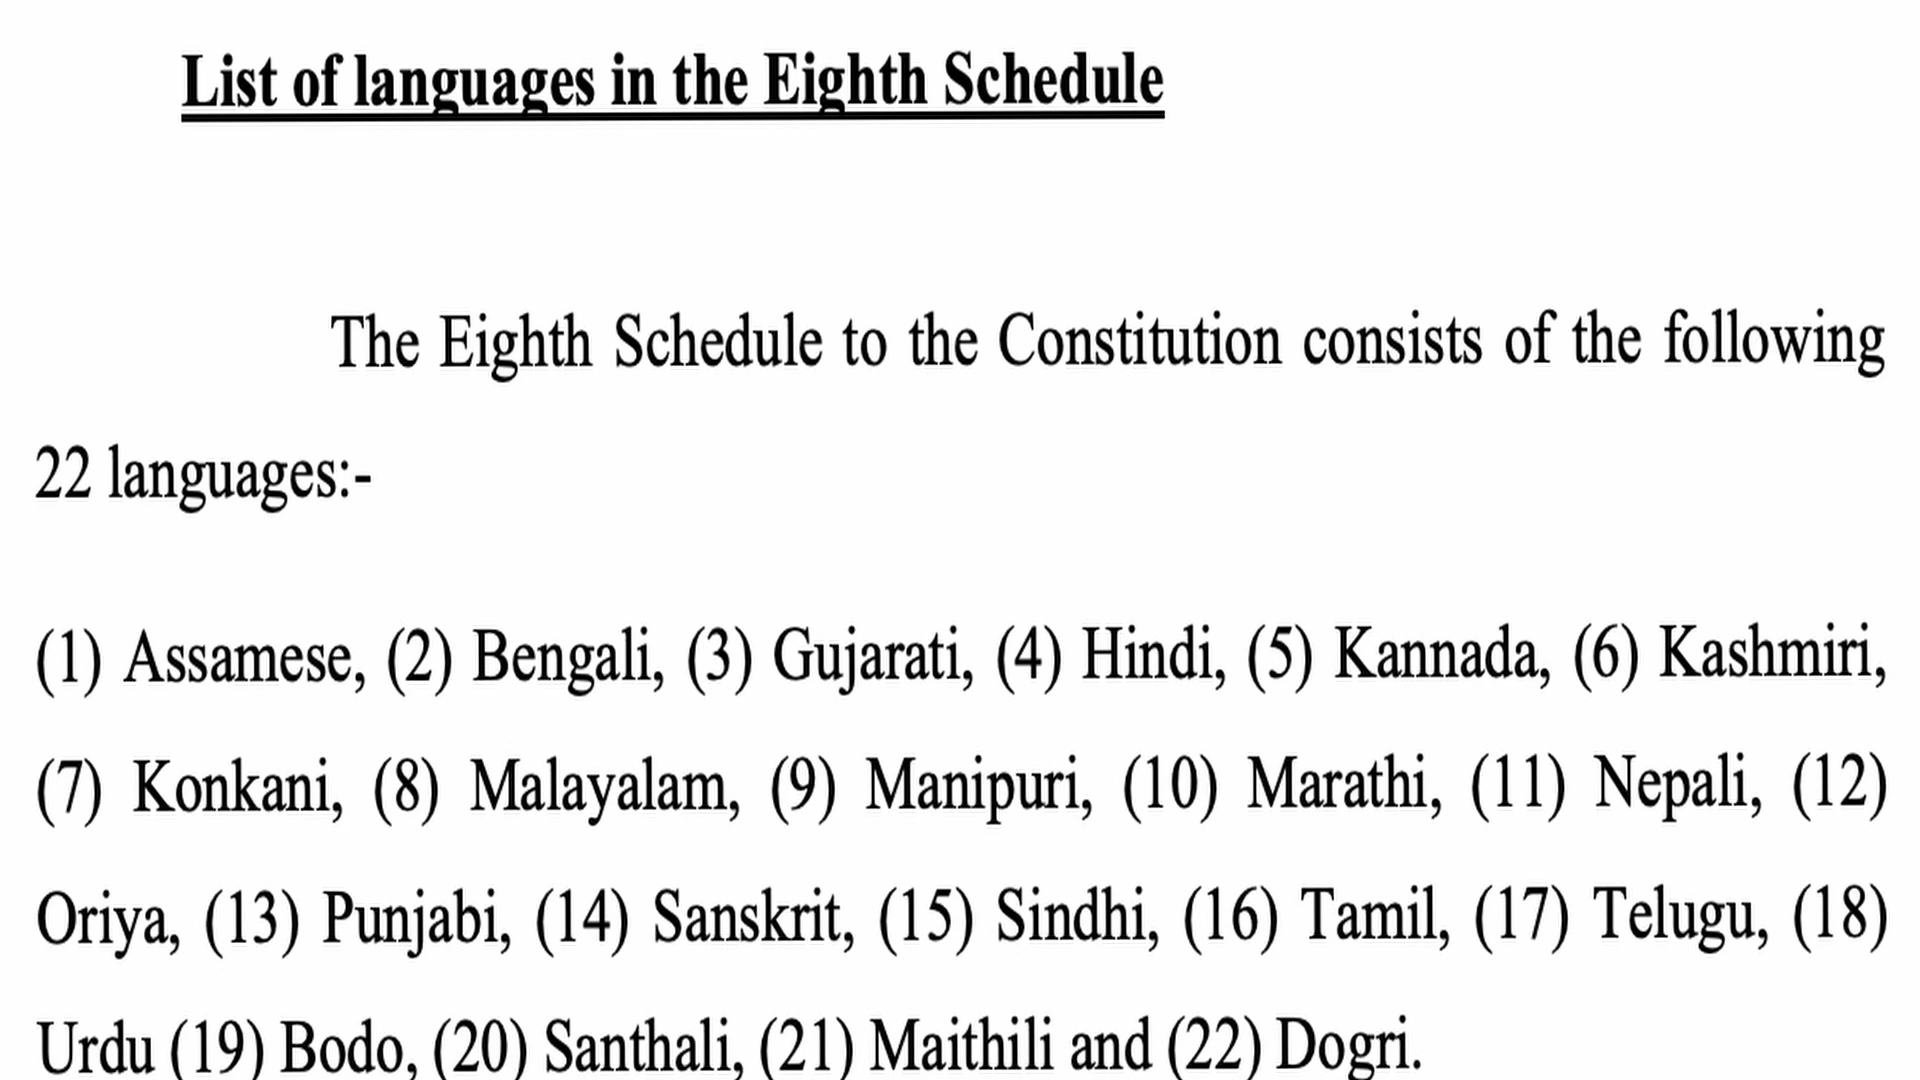 List of languages in the Eighth Schedule
The Eighth Schedule to the Constitution consists of the following
22 languages:-
(1) Assamese, (2) Bengali, (3) Gujarati, (4) Hindi, (5) Kannada, (6) Kashmiri,
(7) Konkani, (8) Malayalam, (9) Manipuri, (10) Marathi, (11) Nepali, (12)
Oriya, (13) Punjabi, (14) Sanskrit, (15) Sindhi, (16) Tamil, (17) Telugu, (18)
Urdu (19) Bodo, (20) Santhali, (21) Maithili and (22) Dogri.